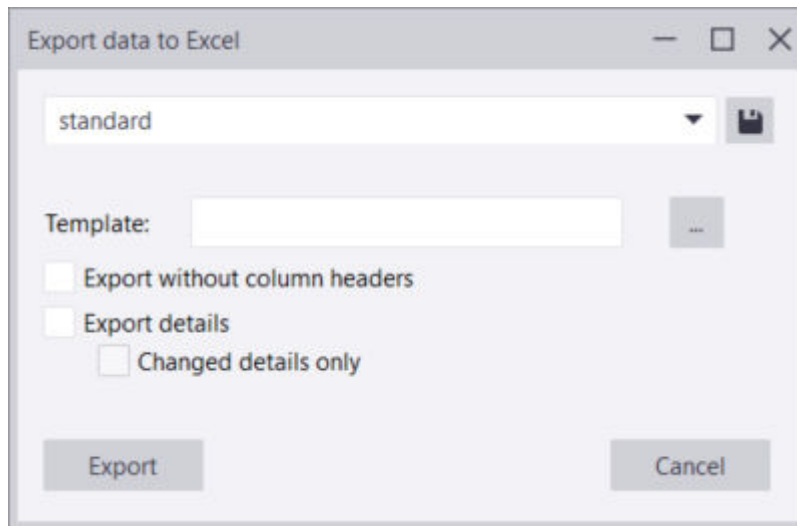 Export data to Excel
standard
Template:
...
Export without column headers
Export details
Changed details only
Export
Cancel